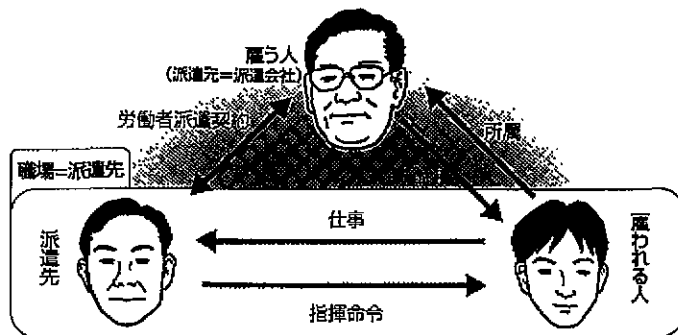 雇う人
(派遣元=派遣会社)
労働者派遣契約
所属
職場=派遣先
仕事
派遣先
雇われる人
指揮命令